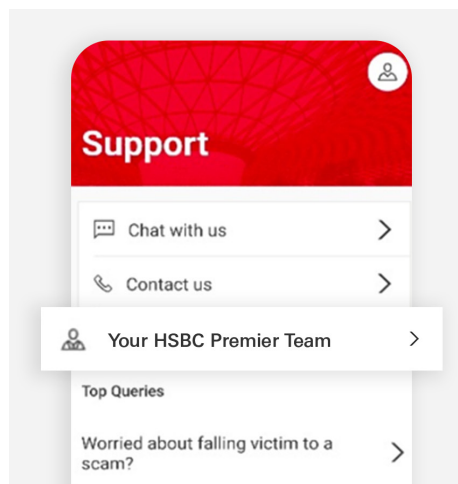 Support
Chat with us
Contact us
Your HSBC Premier Team
Top Queries
Worried about falling victim to a
scam?